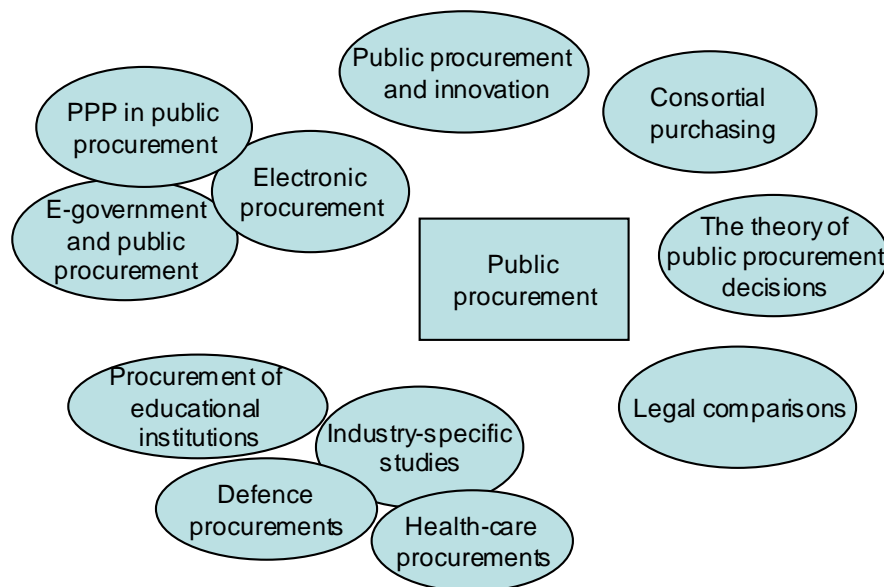 Public procurement
and innovation
Consortial
purchasing
PPP in public
procurement
Electronic
procurement
E-government
and public
procurement
The theory of
public procurement
decisions
Public
procurement
Procurement of
educational
institutions
Legal comparisons
Industry-specific
studies
Defence
procurements
Health-care
procurements